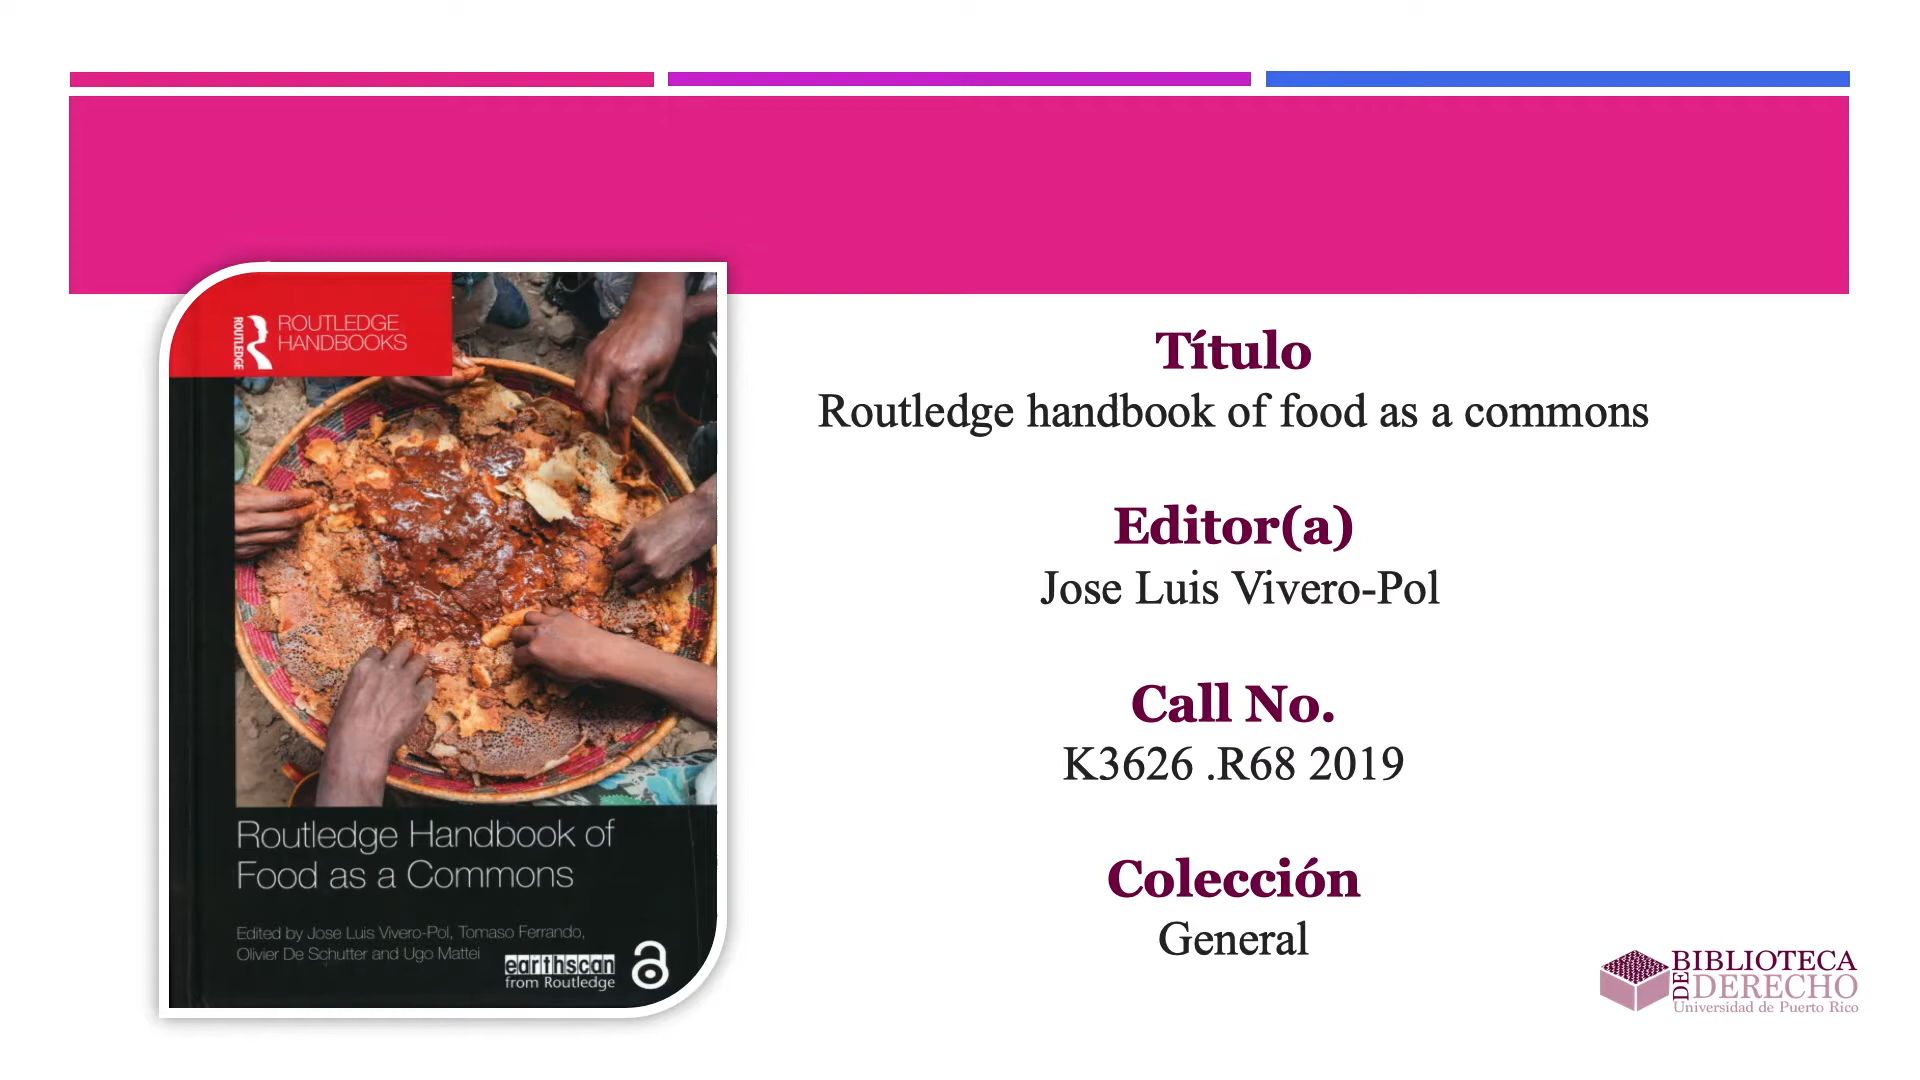 ROUTLEDGE
ROUTLEDGE
HANDBOOKS
Routledge Handbook of
Food as a Commons
Edited by Jose Luis Vivero-Pol, Tomaso Ferrando,
Olivier De Schutter and Ugo Mattei
earthscan
from Routledge
Título
Routledge handbook of food as a commons
Editor(a)
Jose Luis Vivero-Pol
Call No.
K3626 .R68 2019
Colección
General
BIBLIOTECA
DE DERECHO
Universidad de Puerto Rico